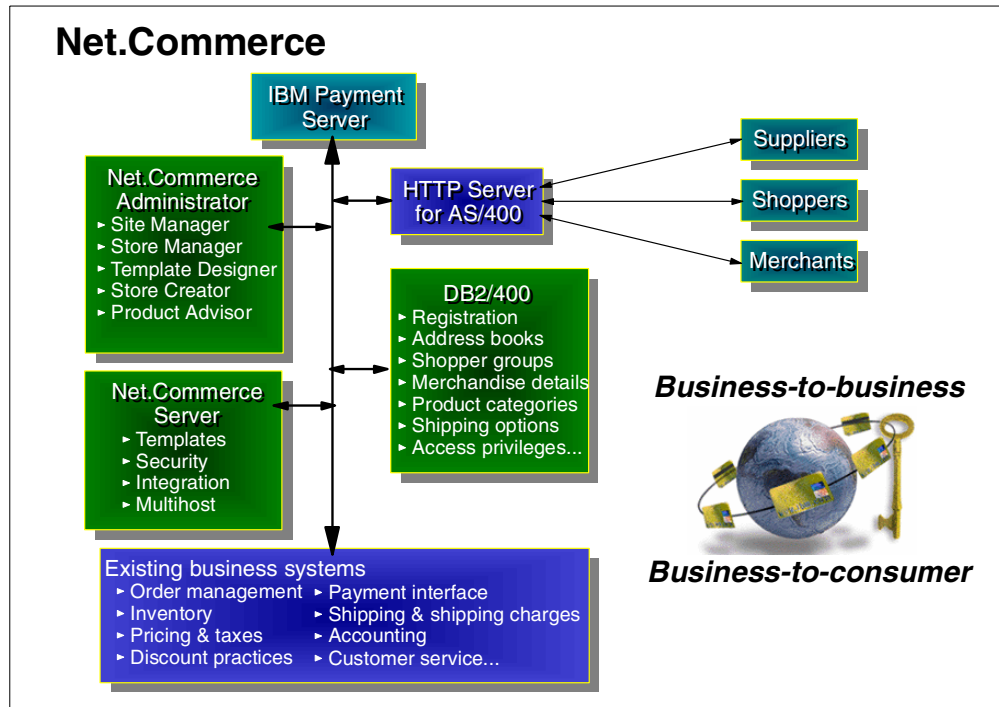 Net.Commerce
IBM Payment
Server
Net.Commerce
Administrator
► Site Manager
► Store Manager
► Template Designer
► Store Creator
► Product Advisor
HTTP Server
for AS/400
Suppliers
Shoppers
Merchants
DB2/400
► Registration
► Address books
► Shopper groups
► Merchandise details
► Product categories
► Shipping options
► Access privileges...
Net.Commerce
Server
► Templates
► Security
► Integration
► Multihost
Business-to-business
Business-to-consumer
Existing business systems
► Order management
► Inventory
► Pricing & taxes
► Discount practices
► Payment interface
► Shipping & shipping charges
► Accounting
► Customer service...